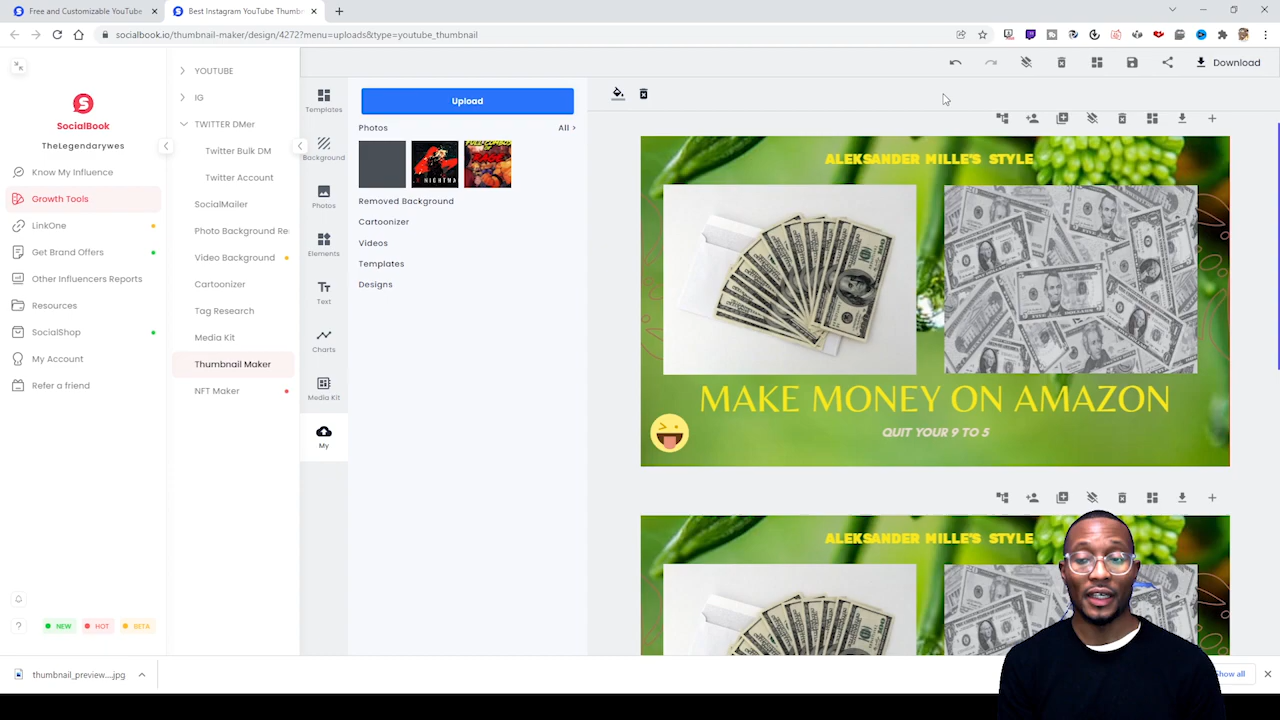 Free and Customizable YouTube
Best Instagram YouTube Thumbn
socialbook.io/thumbnail-maker/design/4272?menu=uploads&type=youtube_thumbnail
SocialBook
TheLegendarywes
Know My Influence
Growth Tools
LinkOne
Get Brand Offers
Other Influencers Reports
Resources
SocialShop
My Account
Refer a friend
NEW
HOT
BETA
YOUTUBE
IG
TWITTER DMer
Twitter Bulk DM
Twitter Account
SocialMailer
Photo Background Re
Video Background
Cartoonizer
Tag Research
Media Kit
Thumbnail Maker
NFT Maker
Templates
Background
Photos
Elements
Text
Charts
Media Kit
My
Upload
Photos
All >
Removed Background
Cartoonizer
Videos
Templates
Designs
Download
ALEKSANDER MILLE'S STYLE
MAKE MONEY ON AMAZON
QUIT YOUR 9 TO 5
ALEKSANDER MILLE'S STYLE
thumbnail_preview....jpg
Show all